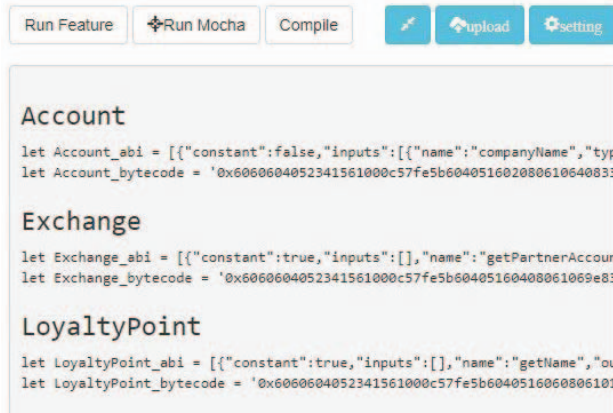 Run Feature Run Mocha Compile upload setting
Account
let Account_abi = [{"constant":false,"inputs":[{"name":"companyName","typ
let Account_bytecode = '0x6060604052341561000c57fe5b604051602080610640833
Exchange
let Exchange_abi = [{"constant":true,"inputs":[],"name":"getPartnerAccoun
let Exchange_bytecode = '0x6060604052341561000c57fe5b60405160408061069e83
LoyaltyPoint
let LoyaltyPoint_abi = [{"constant":true,"inputs":[],"name":"getName","ou
let LoyaltyPoint_bytecode = '0x6060604052341561000c57fe5b6040516060806101